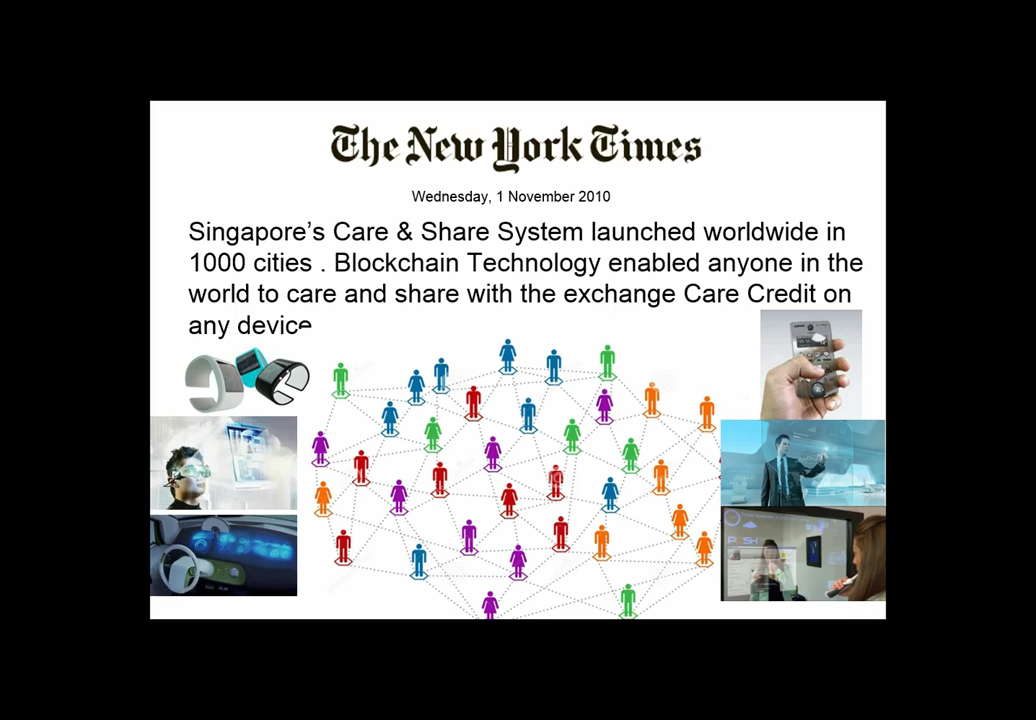 The New York Times
Wednesday, 1 November 2010
Singapore’s Care & Share System launched worldwide in
1000 cities . Blockchain Technology enabled anyone in the
world to care and share with the exchange Care Credit on
any device